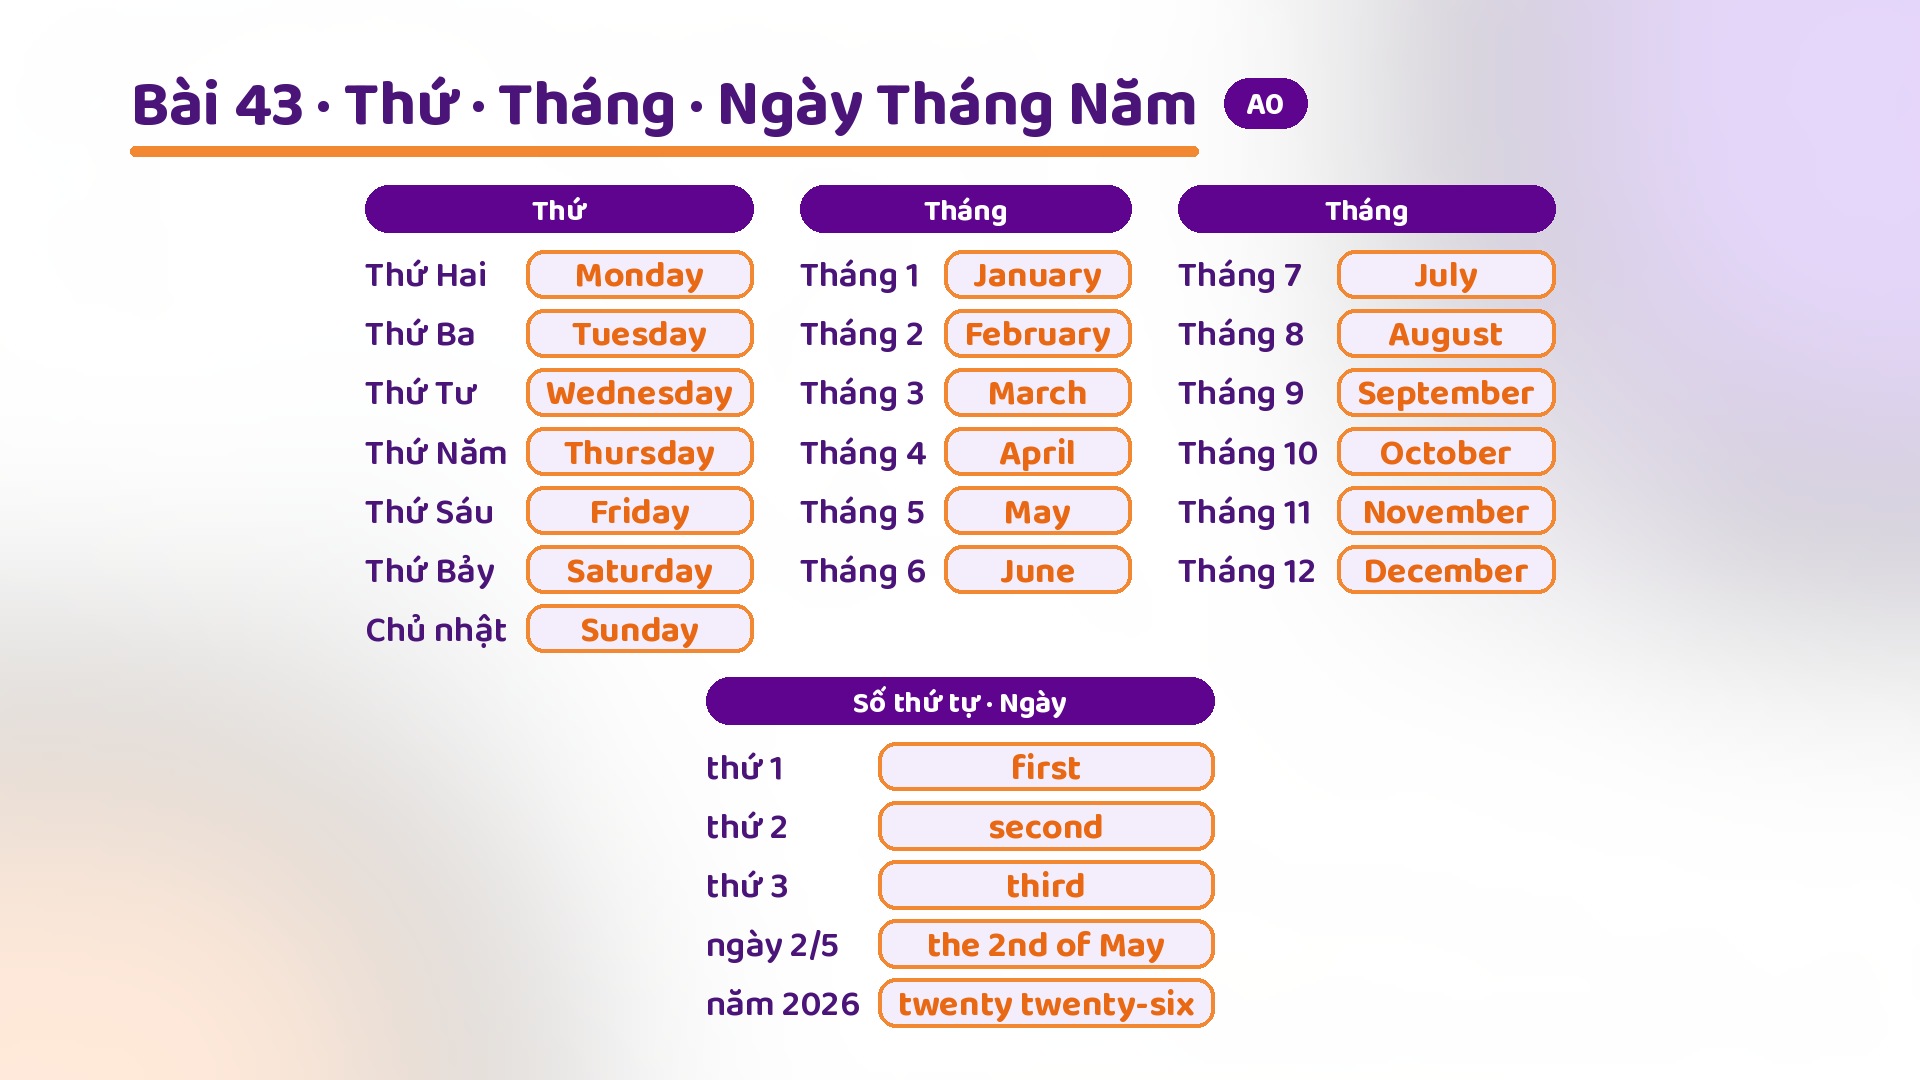 Bài 43 · Thứ · Tháng · Ngày Tháng Năm A0
Thứ
Thứ Hai Monday
Thứ Ba Tuesday
Thứ Tư Wednesday
Thứ Năm Thursday
Thứ Sáu Friday
Thứ Bảy Saturday
Chủ nhật Sunday
Tháng
Tháng 1 January
Tháng 2 February
Tháng 3 March
Tháng 4 April
Tháng 5 May
Tháng 6 June
Tháng
Tháng 7 July
Tháng 8 August
Tháng 9 September
Tháng 10 October
Tháng 11 November
Tháng 12 December
Số thứ tự · Ngày
thứ 1 first
thứ 2 second
thứ 3 third
ngày 2/5 the 2nd of May
năm 2026 twenty twenty-six